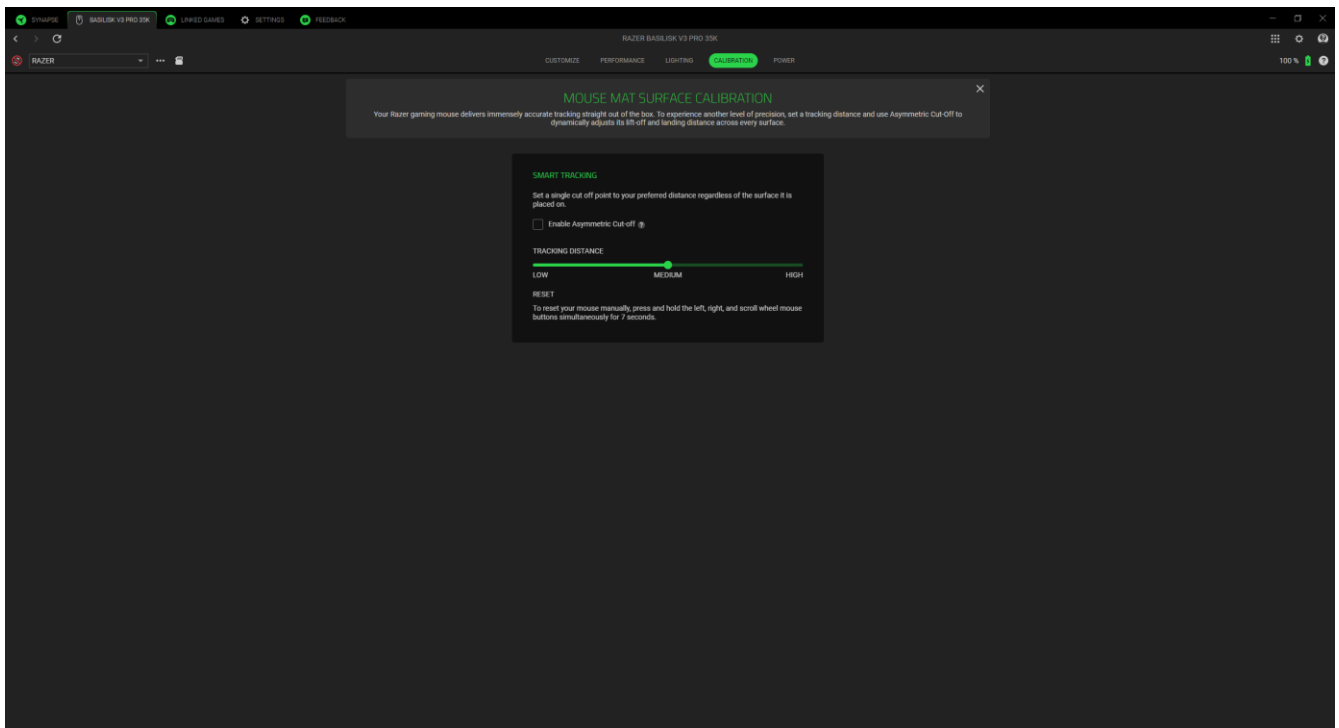 SYNAPSE BASILISK V3 PRO 35K LINKED GAMES SETTINGS FEEDBACK
RAZER BASILISK V3 PRO 35K
RAZER CUSTOMIZE PERFORMANCE LIGHTING CALIBRATION POWER 100 %
MOUSE MAT SURFACE CALIBRATION
Your Razer gaming mouse delivers immensely accurate tracking straight out of the box. To experience another level of precision, set a tracking distance and use Asymmetric Cut-Off to
dynamically adjusts its lift-off and landing distance across every surface.
SMART TRACKING
Set a single cut off point to your preferred distance regardless of the surface it is
placed on.
Enable Asymmetric Cut-off ?
TRACKING DISTANCE
LOW MEDIUM HIGH
RESET
To reset your mouse manually, press and hold the left, right, and scroll wheel mouse
buttons simultaneously for 7 seconds.